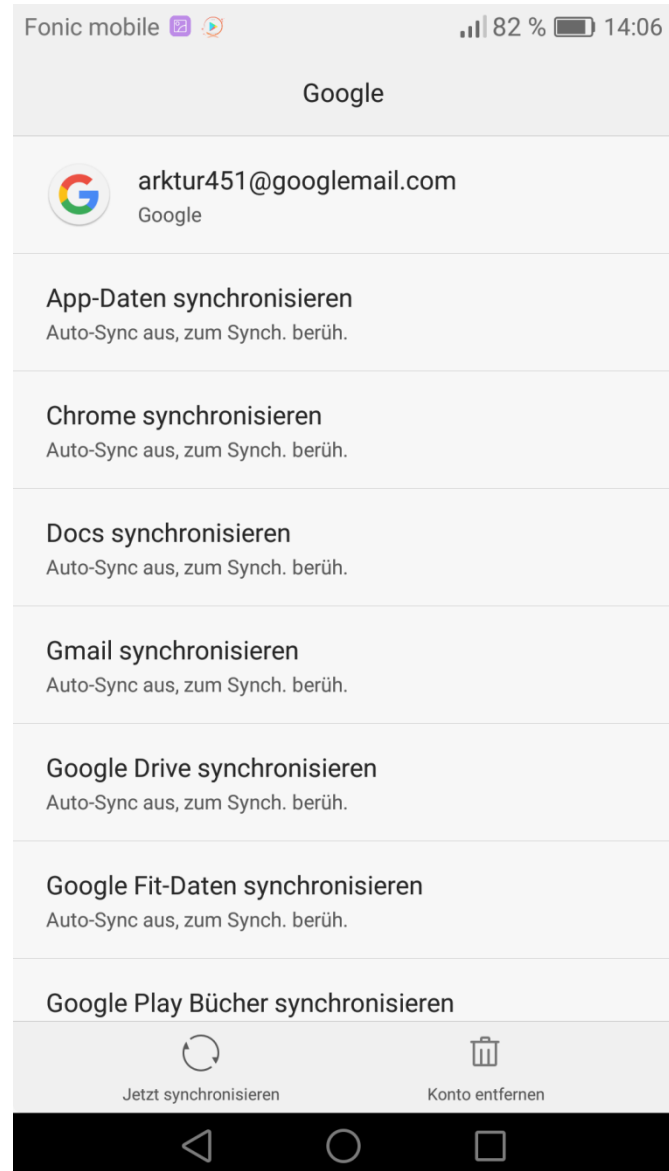 Fonic mobile 82 % 14:06
Google
arktur451@googlemail.com
Google
App-Daten synchronisieren
Auto-Sync aus, zum Synch. berüh.
Chrome synchronisieren
Auto-Sync aus, zum Synch. berüh.
Docs synchronisieren
Auto-Sync aus, zum Synch. berüh.
Gmail synchronisieren
Auto-Sync aus, zum Synch. berüh.
Google Drive synchronisieren
Auto-Sync aus, zum Synch. berüh.
Google Fit-Daten synchronisieren
Auto-Sync aus, zum Synch. berüh.
Google Play Bücher synchronisieren
Jetzt synchronisieren Konto entfernen